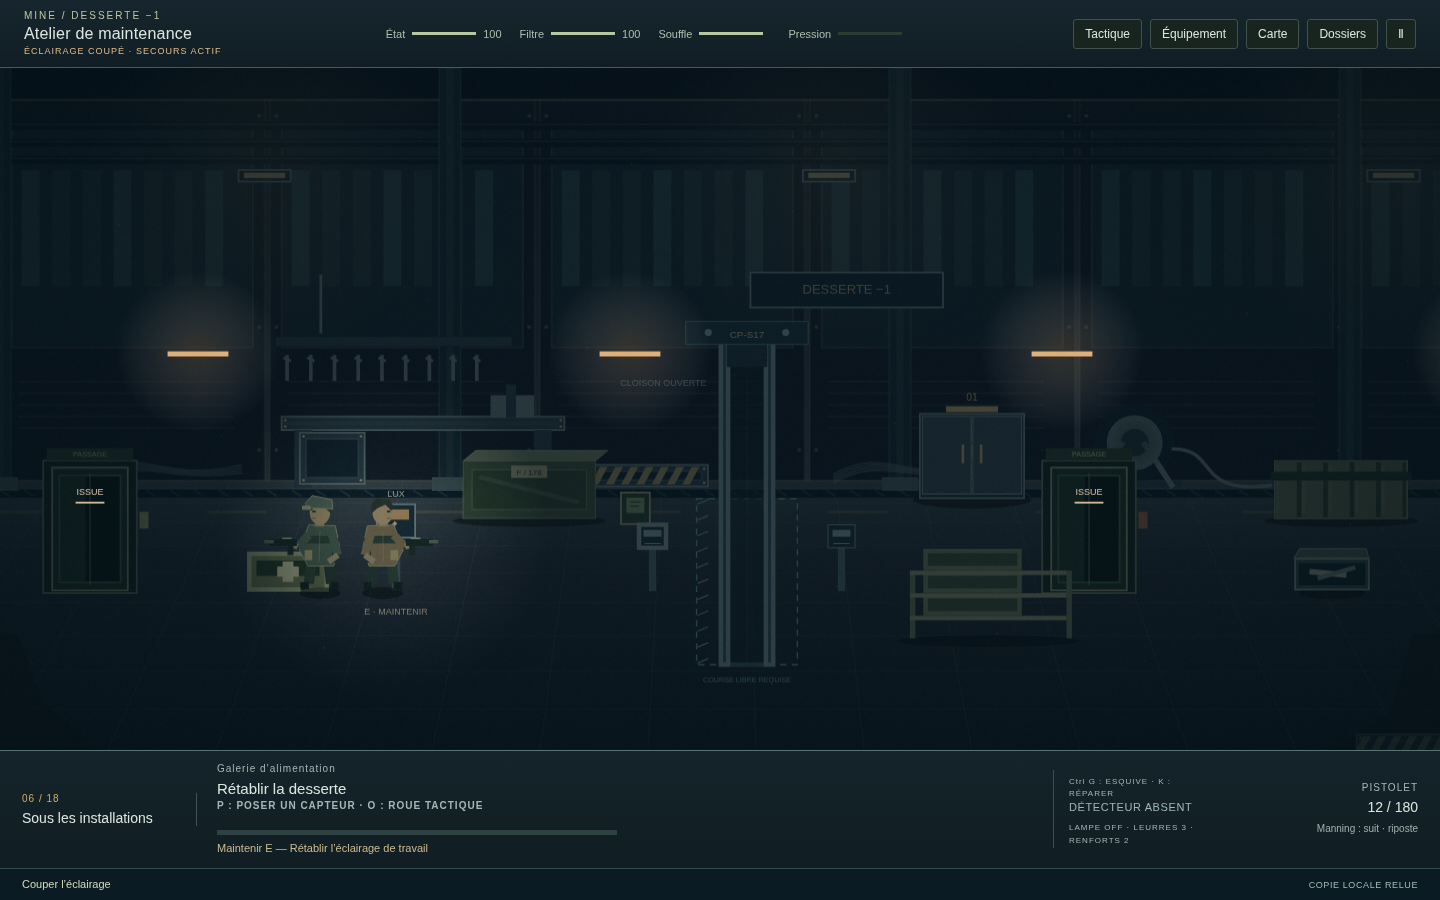 MINE / DESSERTE −1
Atelier de maintenance
ÉCLAIRAGE COUPÉ · SECOURS ACTIF
État 100 Filtre 100 Souffle Pression
Tactique Équipement Carte Dossiers II
DESSERTE −1
CP-S17
CLOISON OUVERTE
01
PASSAGE
ISSUE
F / 176
LUX
PASSAGE
ISSUE
E · MAINTENIR
COURSE LIBRE REQUISE
06 / 18
Sous les installations
Galerie d’alimentation
Rétablir la desserte
P : POSER UN CAPTEUR · O : ROUE TACTIQUE
Maintenir E — Rétablir l’éclairage de travail
Ctrl G : ESQUIVE · K :
RÉPARER
DÉTECTEUR ABSENT
LAMPE OFF · LEURRES 3 ·
RENFORTS 2
PISTOLET
12 / 180
Manning : suit · riposte
Couper l’éclairage
COPIE LOCALE RELUE